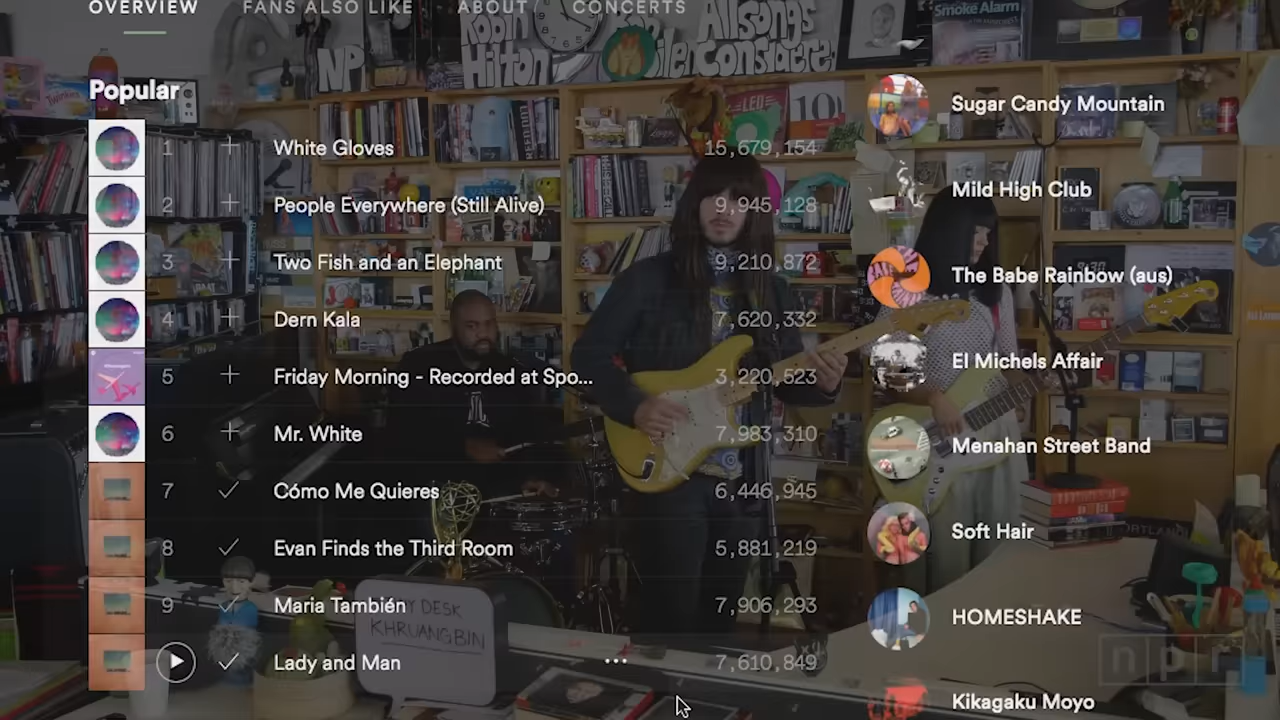 OVERVIEW
FANS ALSO LIKE
ABOUT
CONCERTS
Robin
Hilton
Allsongs
Smoke Alarm
Popular
1 White Gloves 15,679,154
2 People Everywhere (Still Alive) 9,945,128
3 Two Fish and an Elephant 9,210,872
4 Dern Kala 7,620,332
5 Friday Morning - Recorded at Spo... 3,220,523
6 Mr. White 7,983,310
7 Cómo Me Quieres 6,446,945
8 Evan Finds the Third Room 5,881,219
9 Maria También 7,906,293
Lady and Man ... 7,610,849
Sugar Candy Mountain
Mild High Club
The Babe Rainbow (aus)
El Michels Affair
Menahan Street Band
Soft Hair
HOMESHAKE
Kikagaku Moyo
DESK
KHRUANGBIN
npr